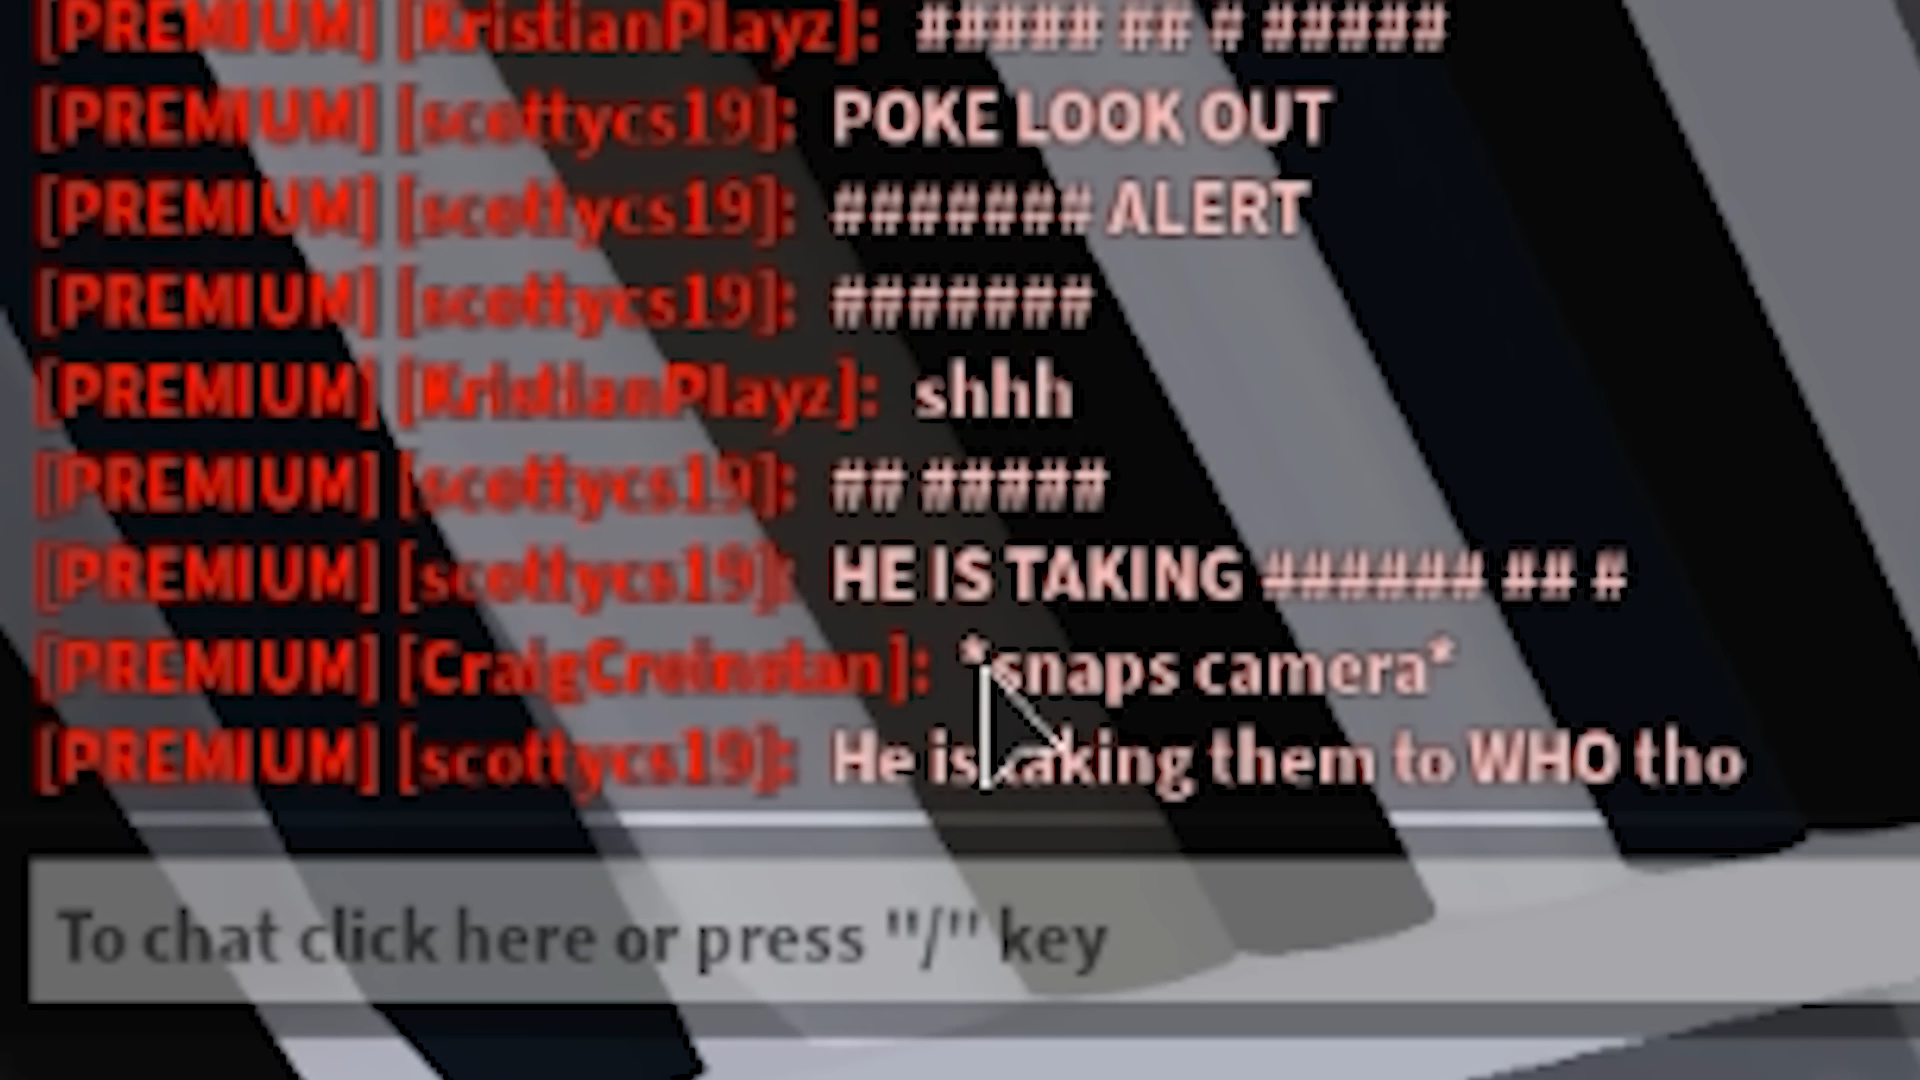 [PREMIUM] [KristianPlayz]: ##### ## # #####
[PREMIUM] [scottycs19]: POKE LOOK OUT
[PREMIUM] [scottycs19]: ####### ALERT
[PREMIUM] [scottycs19]: #######
[PREMIUM] [KristianPlayz]: shhh
[PREMIUM] [scottycs19]: ## #####
[PREMIUM] [scottycs19]: HE IS TAKING ###### ## #
[PREMIUM] [CraigCroinstan]: *snaps camera*
[PREMIUM] [scottycs19]: He is taking them to WHO tho
To chat click here or press "/" key